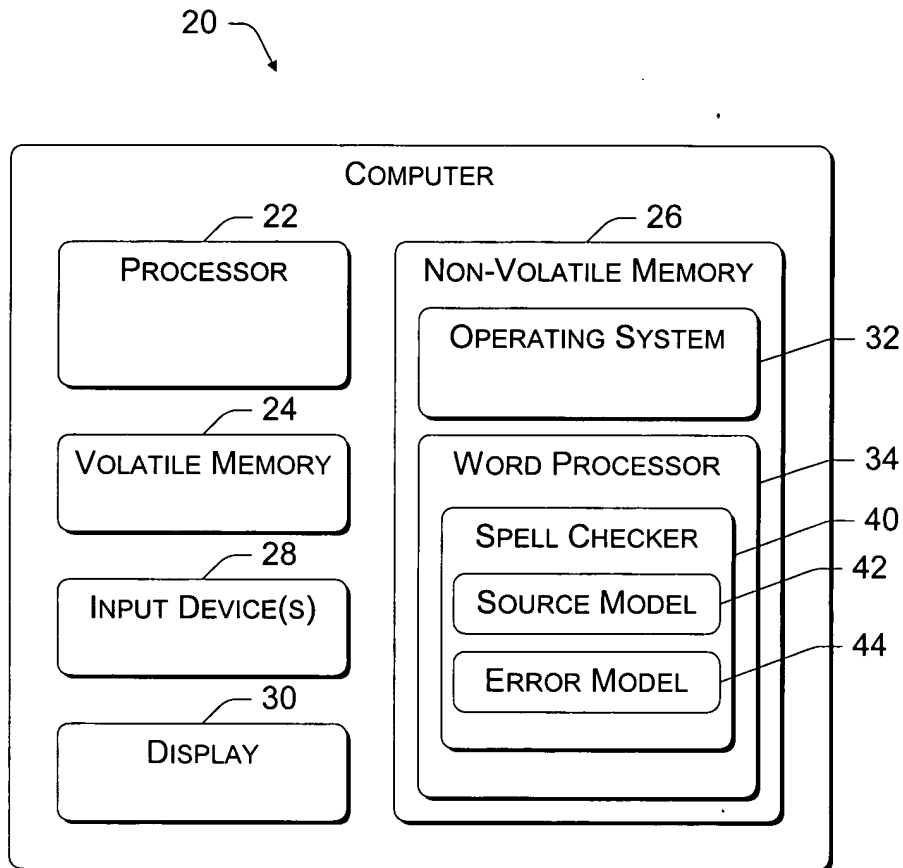 20
COMPUTER
22
PROCESSOR
24
VOLATILE MEMORY
28
INPUT DEVICE(S)
30
DISPLAY
26
NON-VOLATILE MEMORY
OPERATING SYSTEM
32
WORD PROCESSOR
34
SPELL CHECKER
40
SOURCE MODEL
42
ERROR MODEL
44